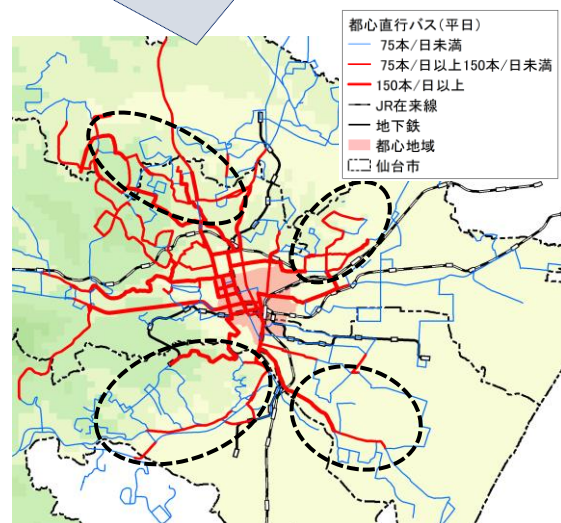 都心直行バス(平日)
75本/日未満
75本/日以上150本/日未満
150本/日以上
JR在来線
地下鉄
都心地域
仙台市